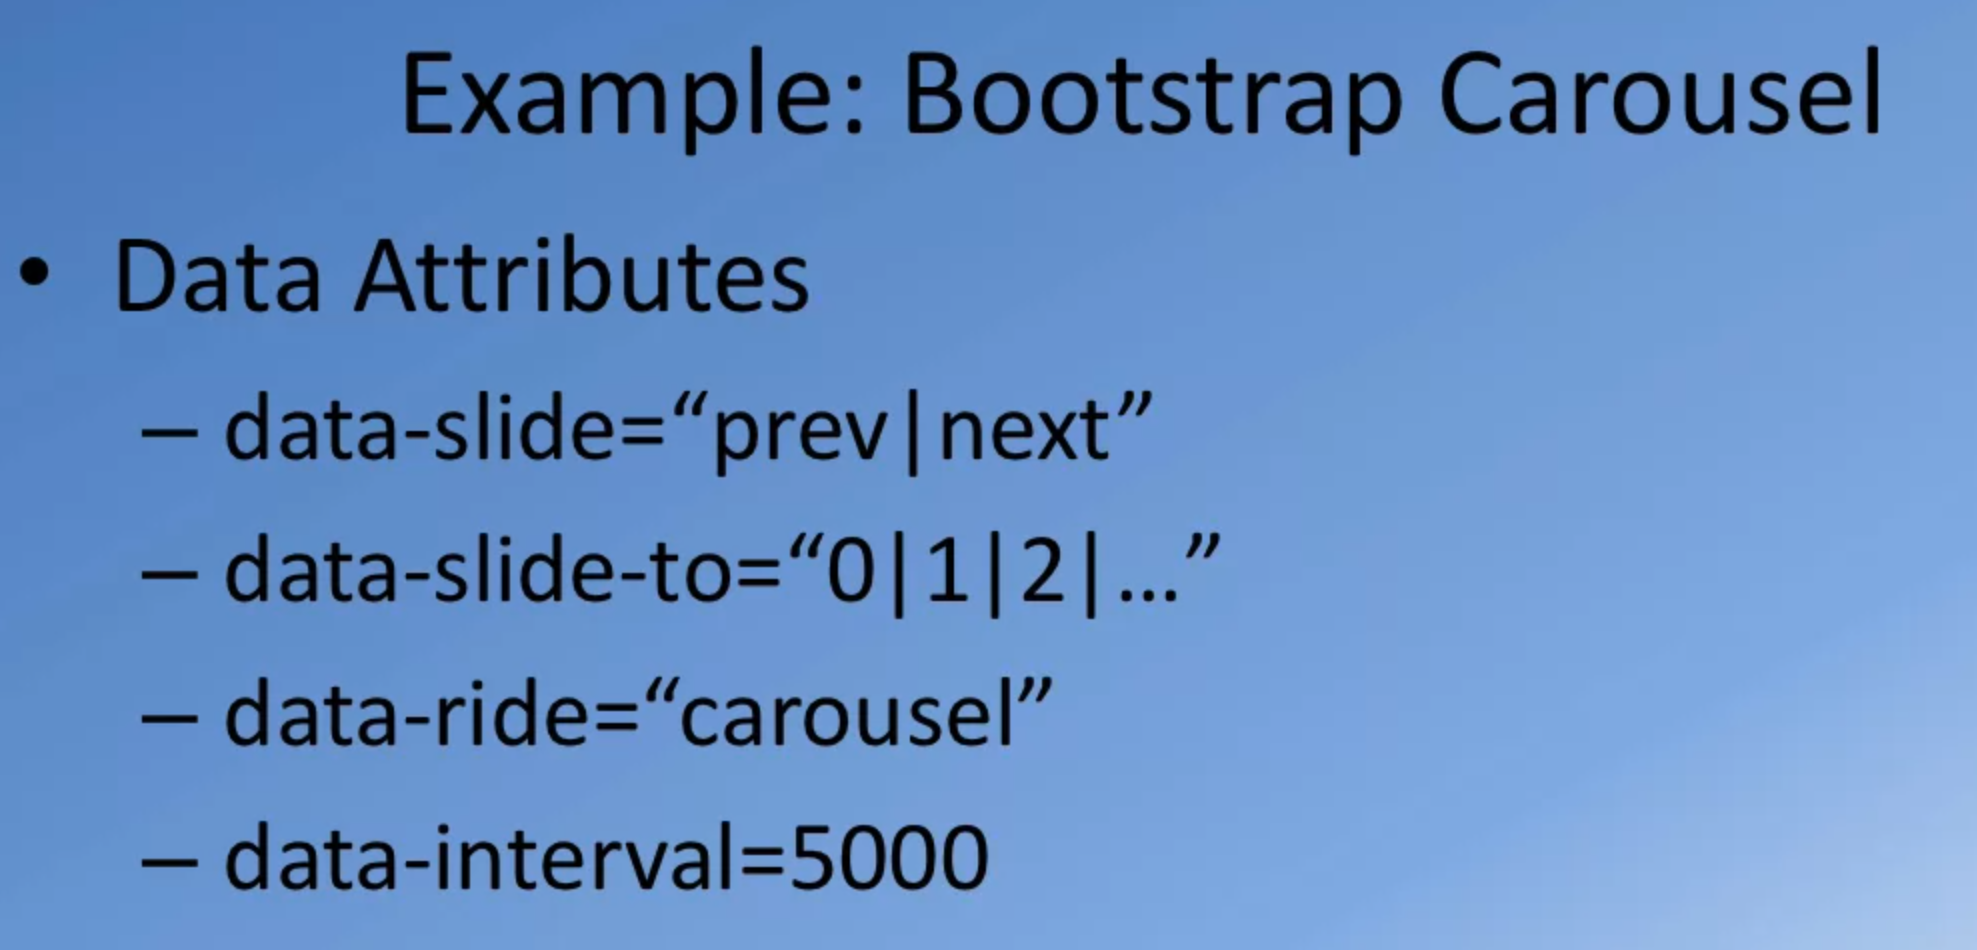 Example: Bootstrap Carousel
• Data Attributes
– data-slide=“prev|next”
– data-slide-to=“0|1|2|…”
– data-ride=“carousel”
– data-interval=5000